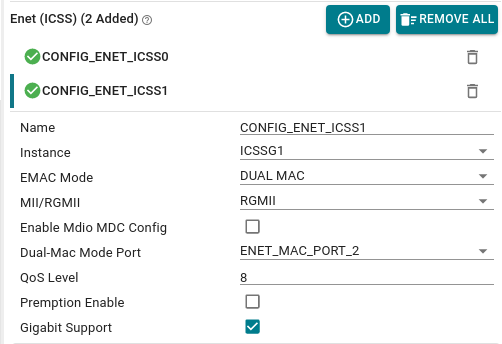 Enet (ICSS) (2 Added) ?
ADD
REMOVE ALL
CONFIG_ENET_ICSS0
CONFIG_ENET_ICSS1
Name CONFIG_ENET_ICSS1
Instance ICSSG1
EMAC Mode DUAL MAC
MII/RGMII RGMII
Enable Mdio MDC Config
Dual-Mac Mode Port ENET_MAC_PORT_2
QoS Level 8
Premption Enable
Gigabit Support